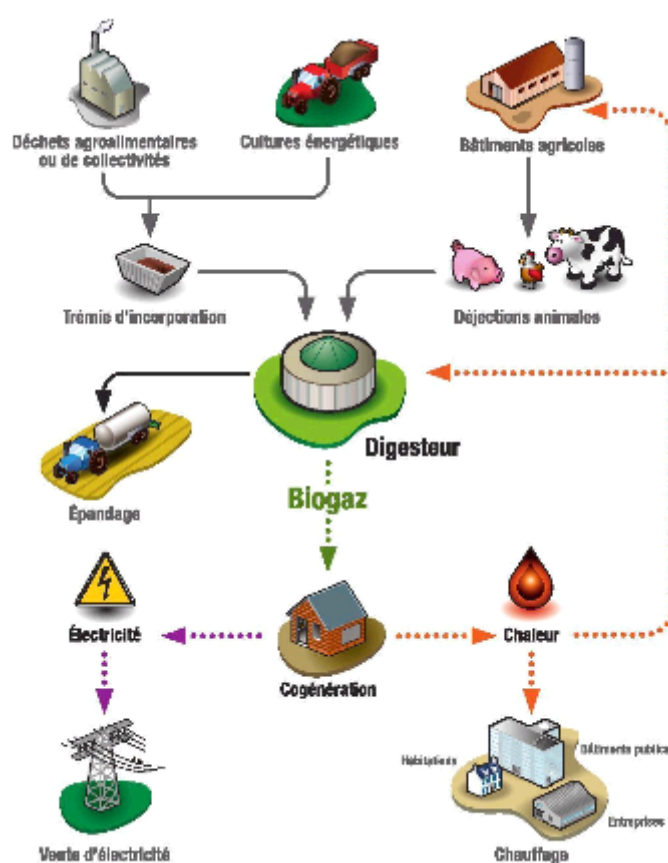 Déchets agroalimentaires
ou de collectivités
Cultures énergétiques
Bâtiments agricoles
Trémie d'incorporation
Déjections animales
Digesteur
Épandage
Biogaz
Électricité
Cogénération
Chaleur
Habitations
Bâtiments publics
Entreprises
Vente d'électricité
Chauffage